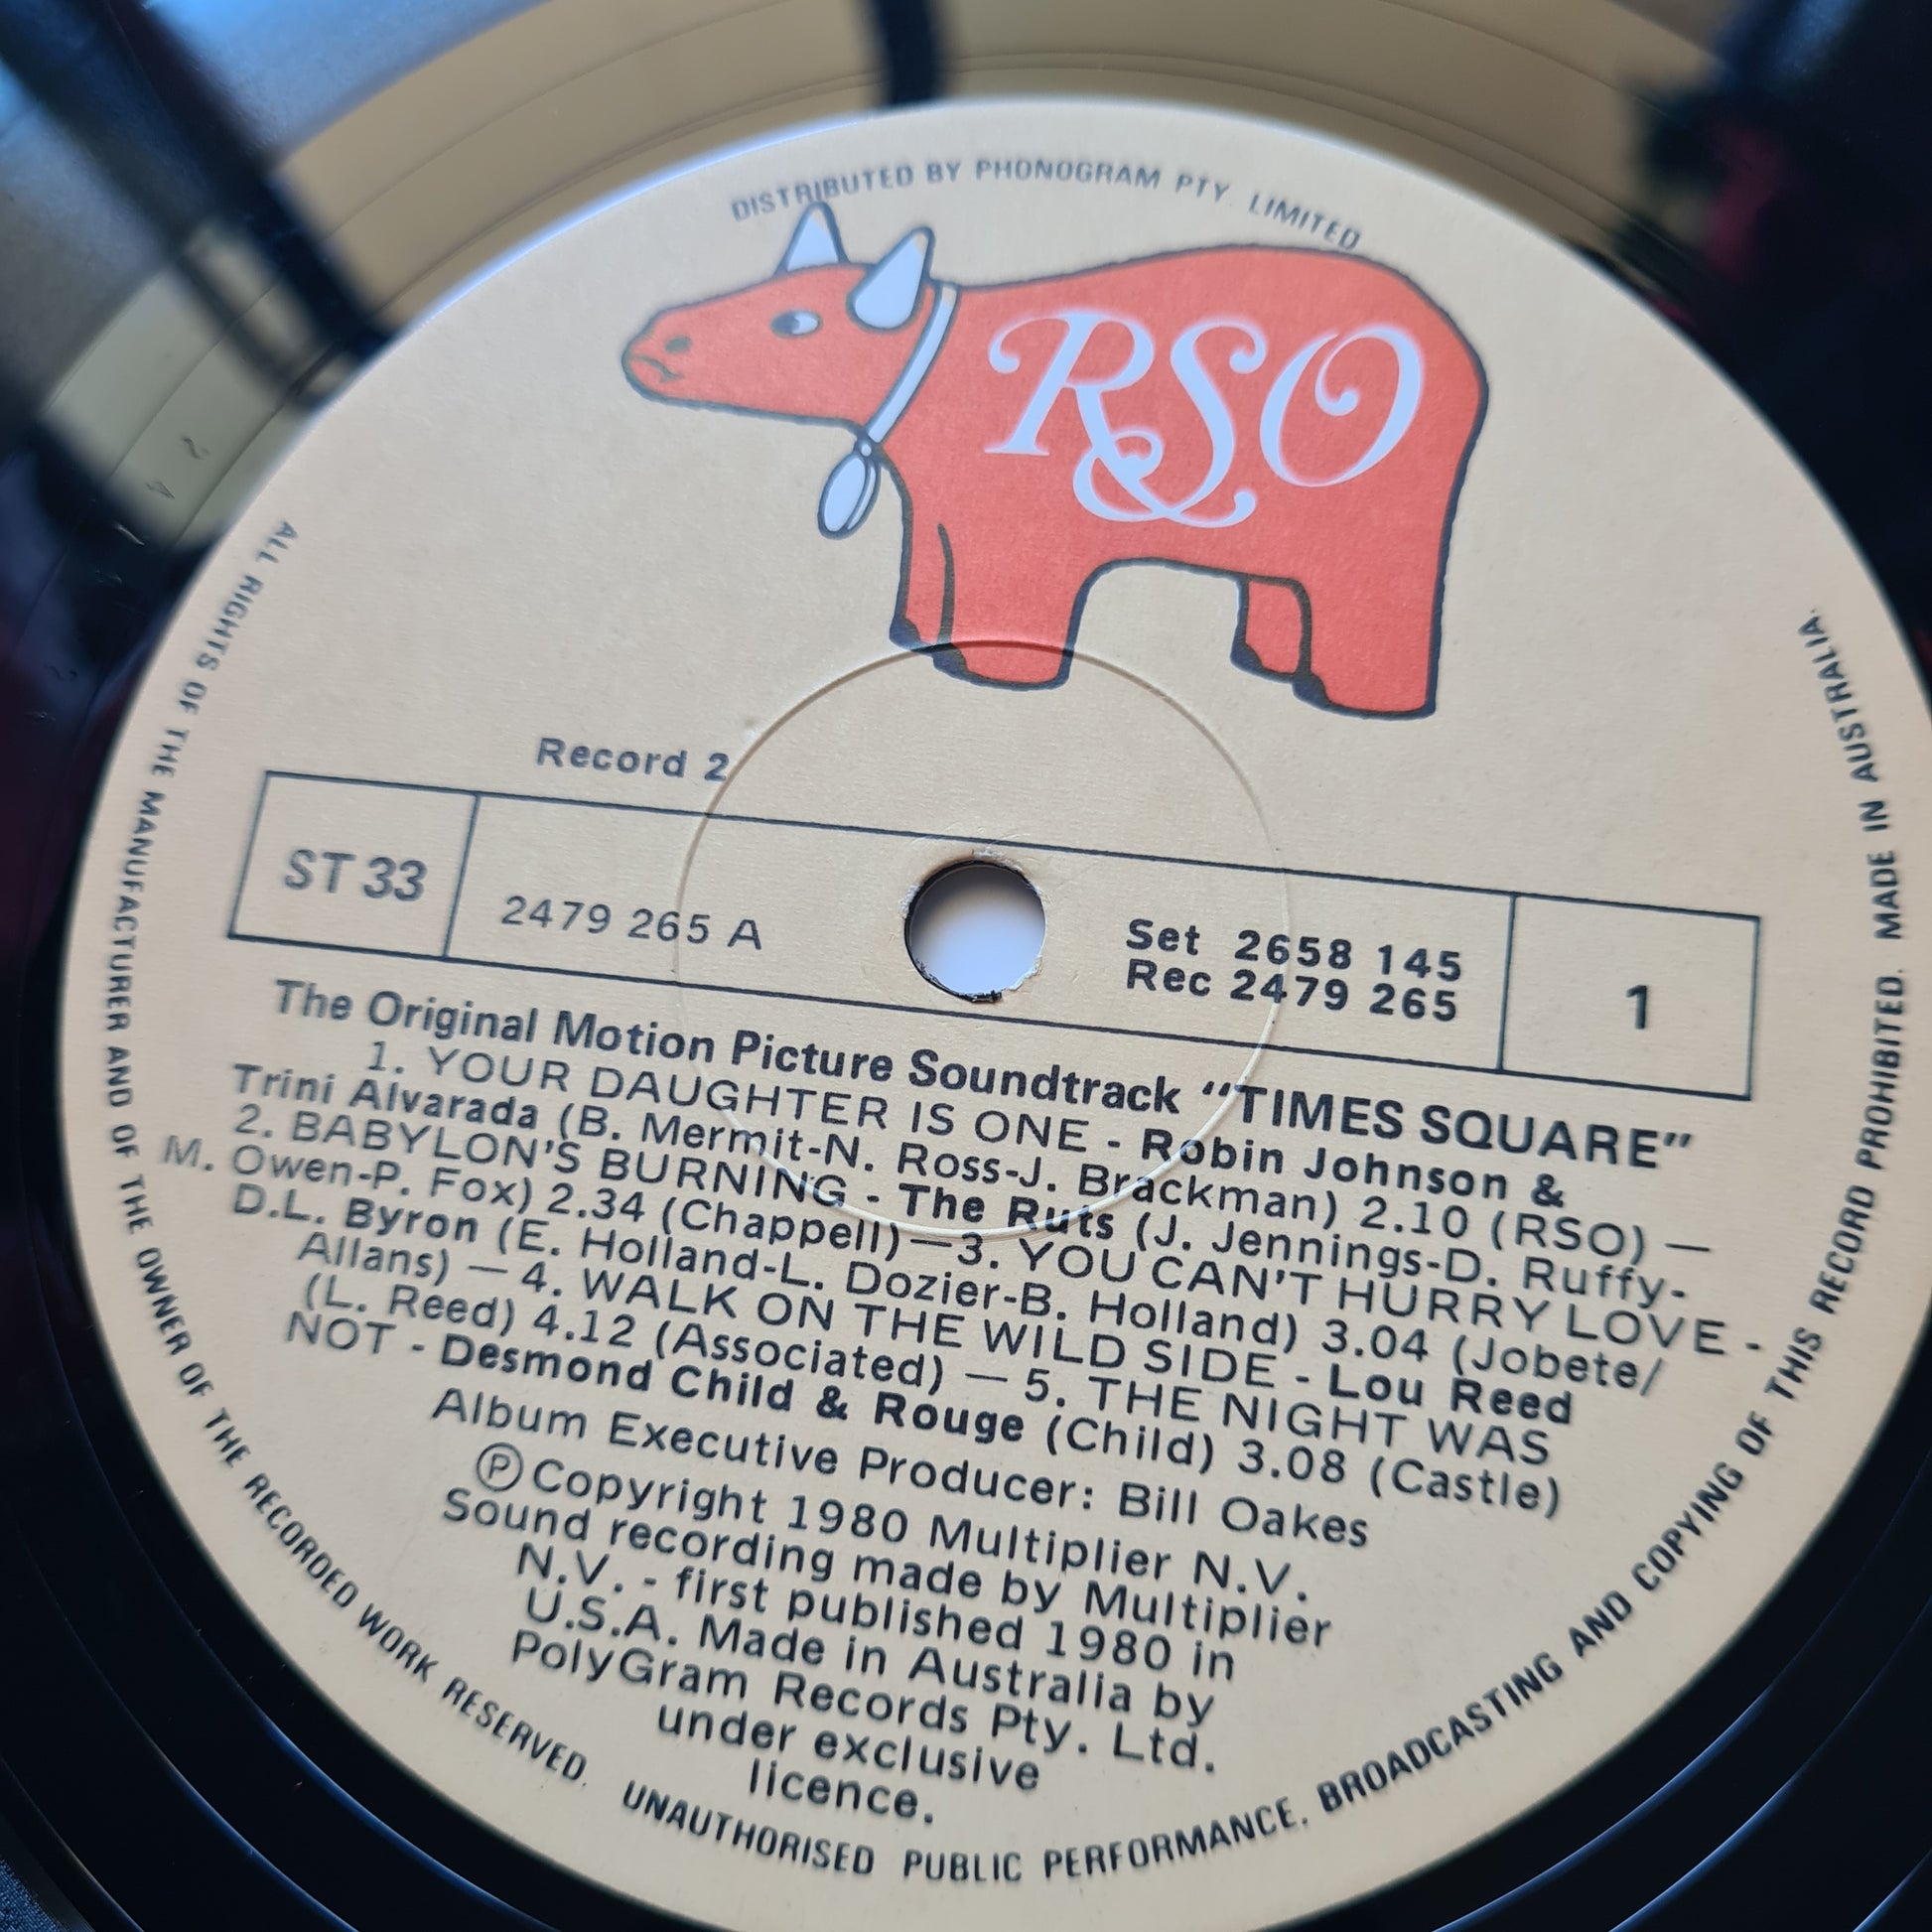 DISTRIBUTED BY PHONOGRAM PTY. LIMITED
RSO
Record 2
ST 33
2479 265 A
Set 2658 145
Rec 2479 265
1
The Original Motion Picture Soundtrack “TIMES SQUARE”
1. YOUR DAUGHTER IS ONE - Robin Johnson &
Trini Alvarada (B. Mermit-N. Ross-J. Brackman) 2.10 (RSO) —
2. BABYLON’S BURNING - The Ruts (J. Jennings-D. Ruffy-
M. Owen-P. Fox) 2.34 (Chappell)—3. YOU CAN’T HURRY LOVE -
D.L. Byron (E. Holland-L. Dozier-B. Holland) 3.04 (Jobete/
Allans) —4. WALK ON THE WILD SIDE - Lou Reed
(L. Reed) 4.12 (Associated) — 5. THE NIGHT WAS
NOT - Desmond Child & Rouge (Child) 3.08 (Castle)
Album Executive Producer: Bill Oakes
Ⓟ Copyright 1980 Multiplier N.V.
Sound recording made by Multiplier
N.V. - first published 1980 in
U.S.A. Made in Australia by
PolyGram Records Pty. Ltd.
under exclusive
licence.
ALL RIGHTS OF THE MANUFACTURER AND OF THE OWNER OF THE RECORDED WORK RESERVED. UNAUTHORISED PUBLIC PERFORMANCE, BROADCASTING AND COPYING OF THIS RECORD PROHIBITED. MADE IN AUSTRALIA.